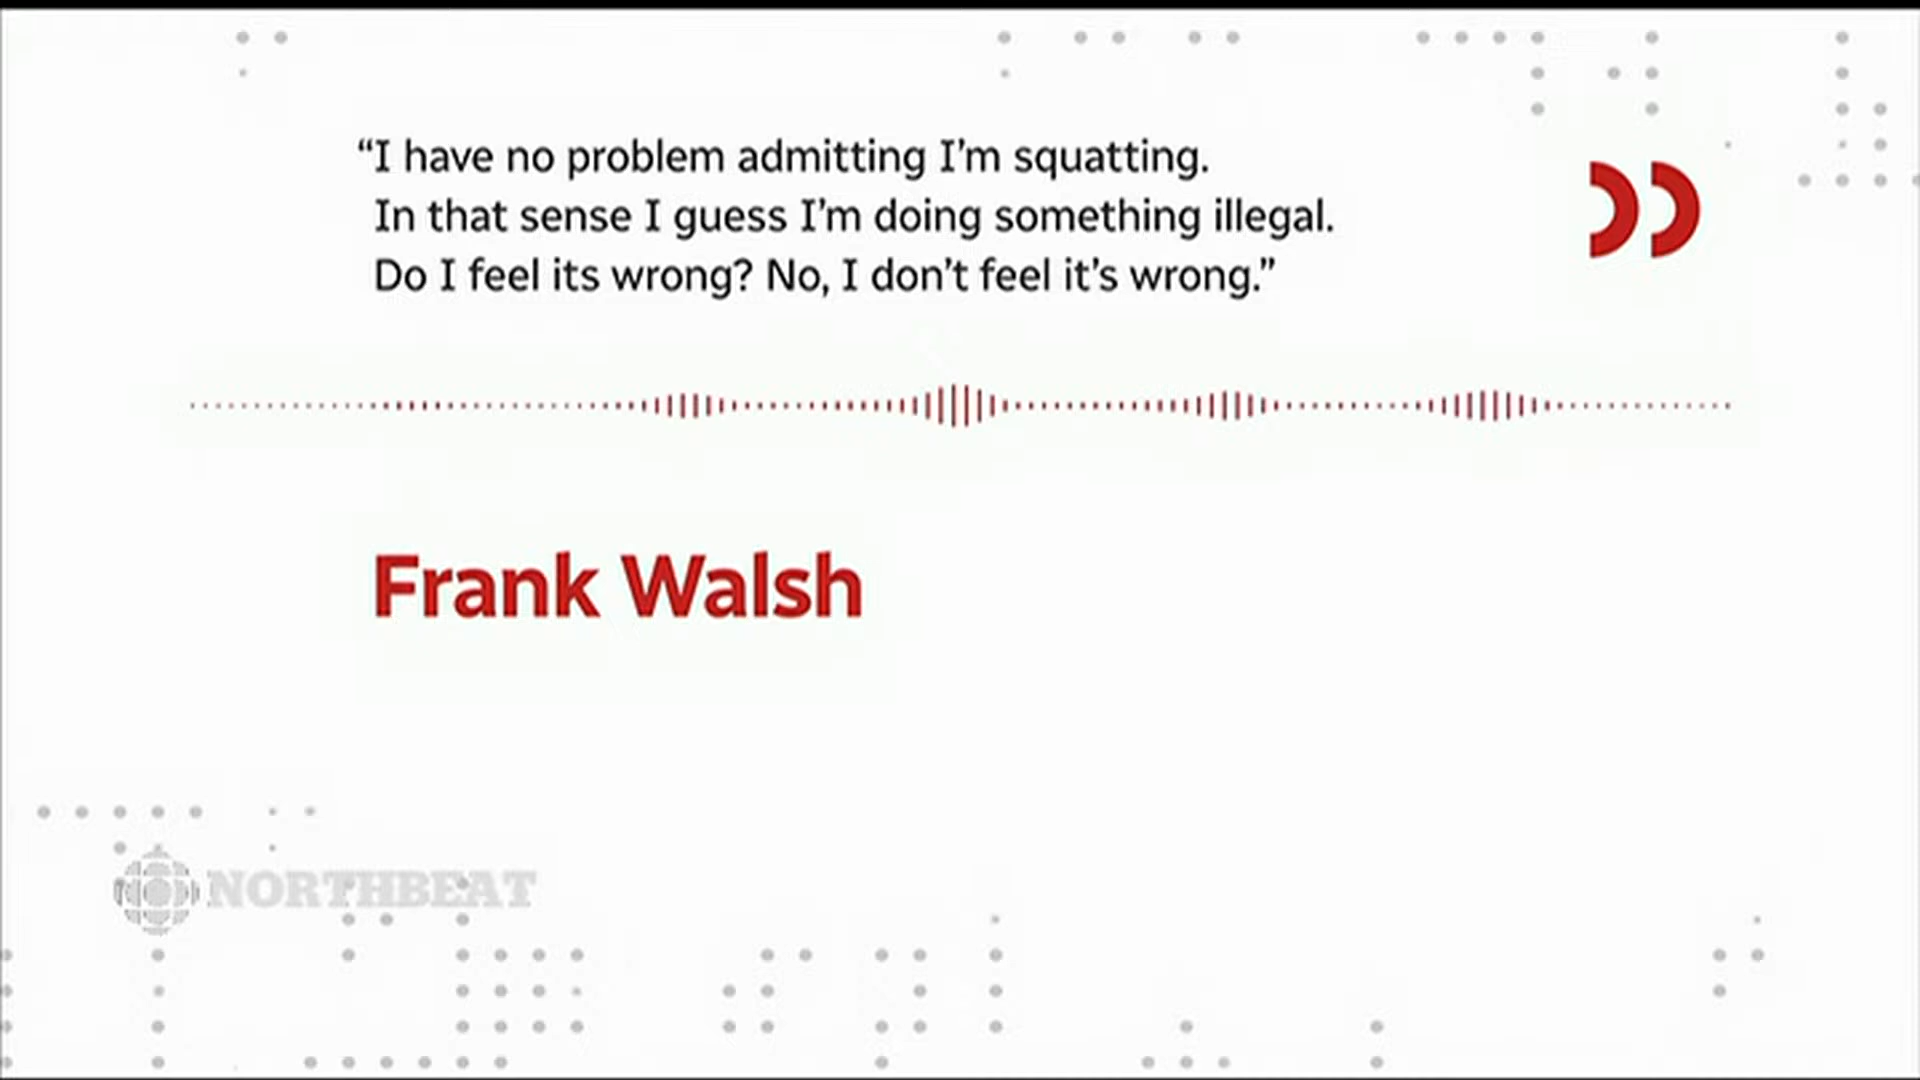 “I have no problem admitting I’m squatting.
In that sense I guess I’m doing something illegal.
Do I feel its wrong? No, I don’t feel it’s wrong.”
Frank Walsh
NORTHBEAT